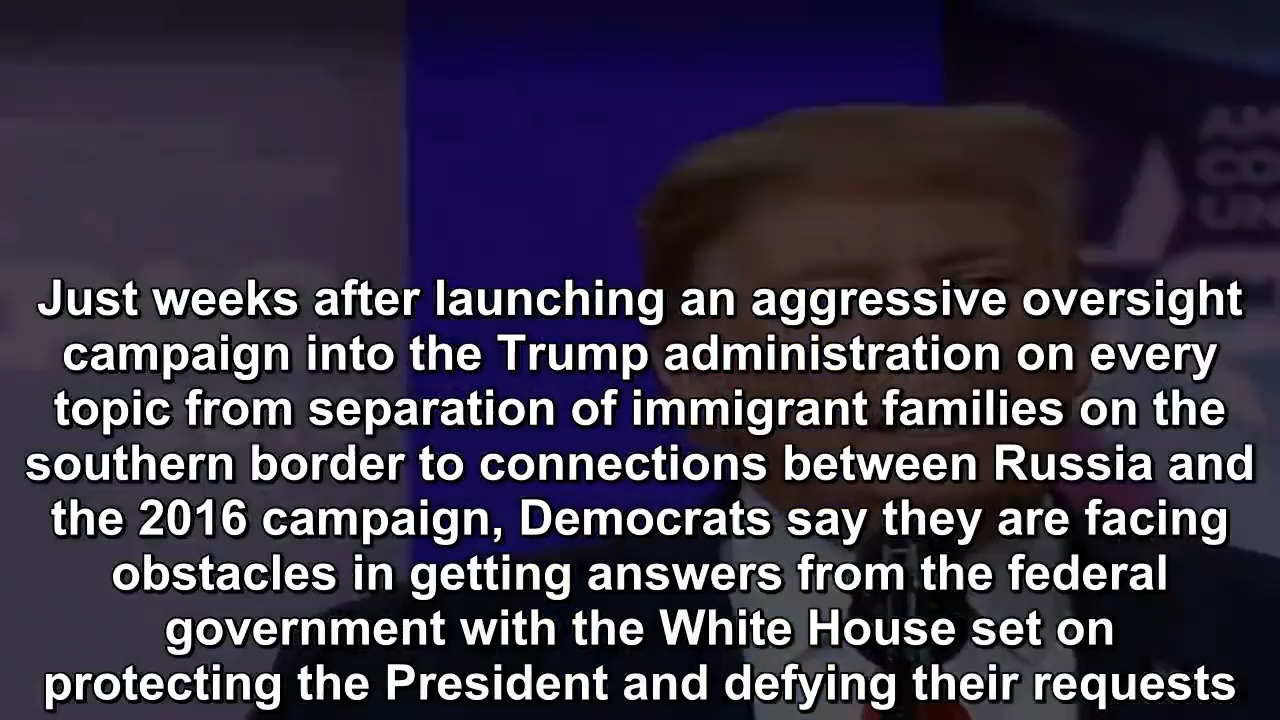 AM
CO
UN
Just weeks after launching an aggressive oversight
campaign into the Trump administration on every
topic from separation of immigrant families on the
southern border to connections between Russia and
the 2016 campaign, Democrats say they are facing
obstacles in getting answers from the federal
government with the White House set on
protecting the President and defying their requests